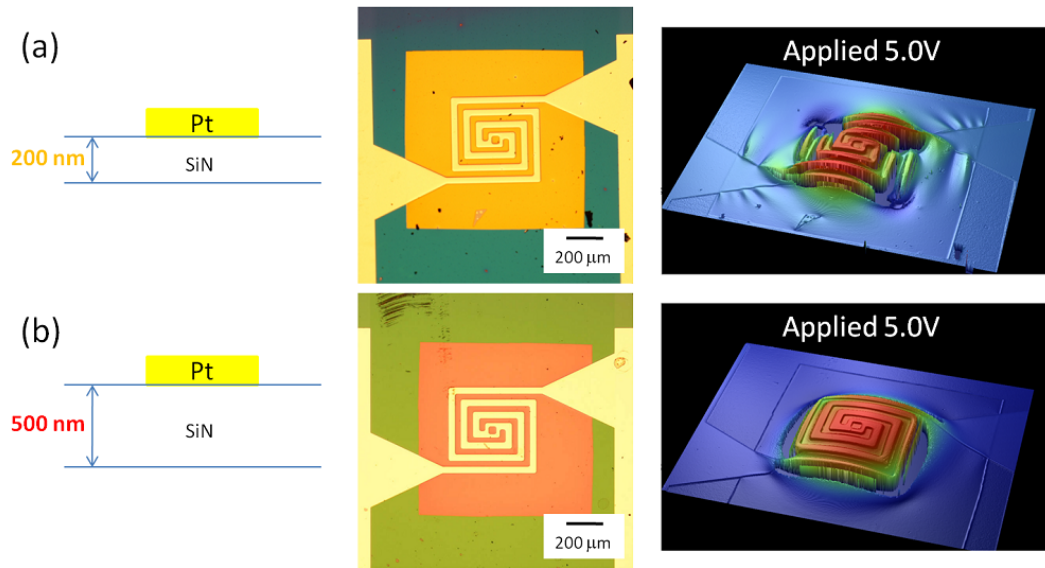 (a)
Pt
200 nm
SiN
200 μm
Applied 5.0V
(b)
Pt
500 nm
SiN
200 μm
Applied 5.0V